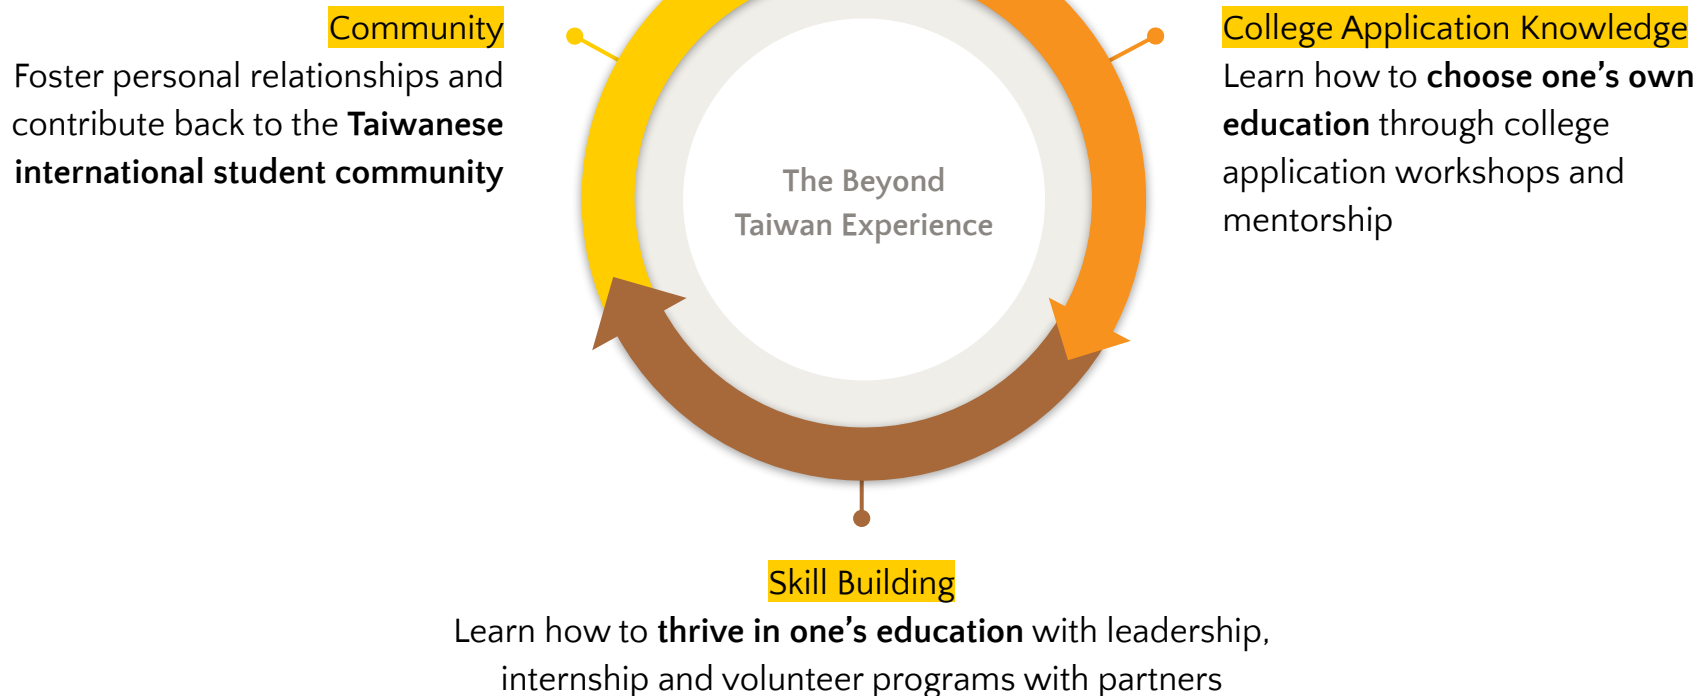 Community
Foster personal relationships and
contribute back to the Taiwanese
international student community
The Beyond
Taiwan Experience
College Application Knowledge
Learn how to choose one’s own
education through college
application workshops and
mentorship
Skill Building
Learn how to thrive in one’s education with leadership,
internship and volunteer programs with partners